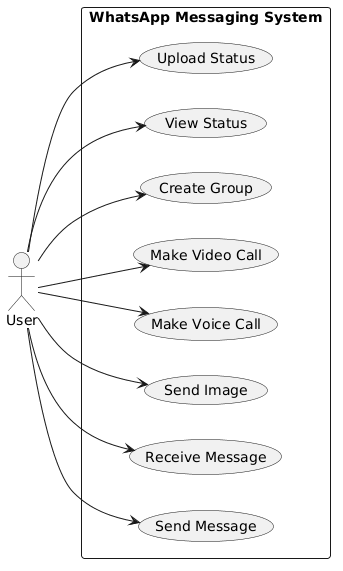 WhatsApp Messaging System
Upload Status
View Status
Create Group
Make Video Call
User
Make Voice Call
Send Image
Receive Message
Send Message